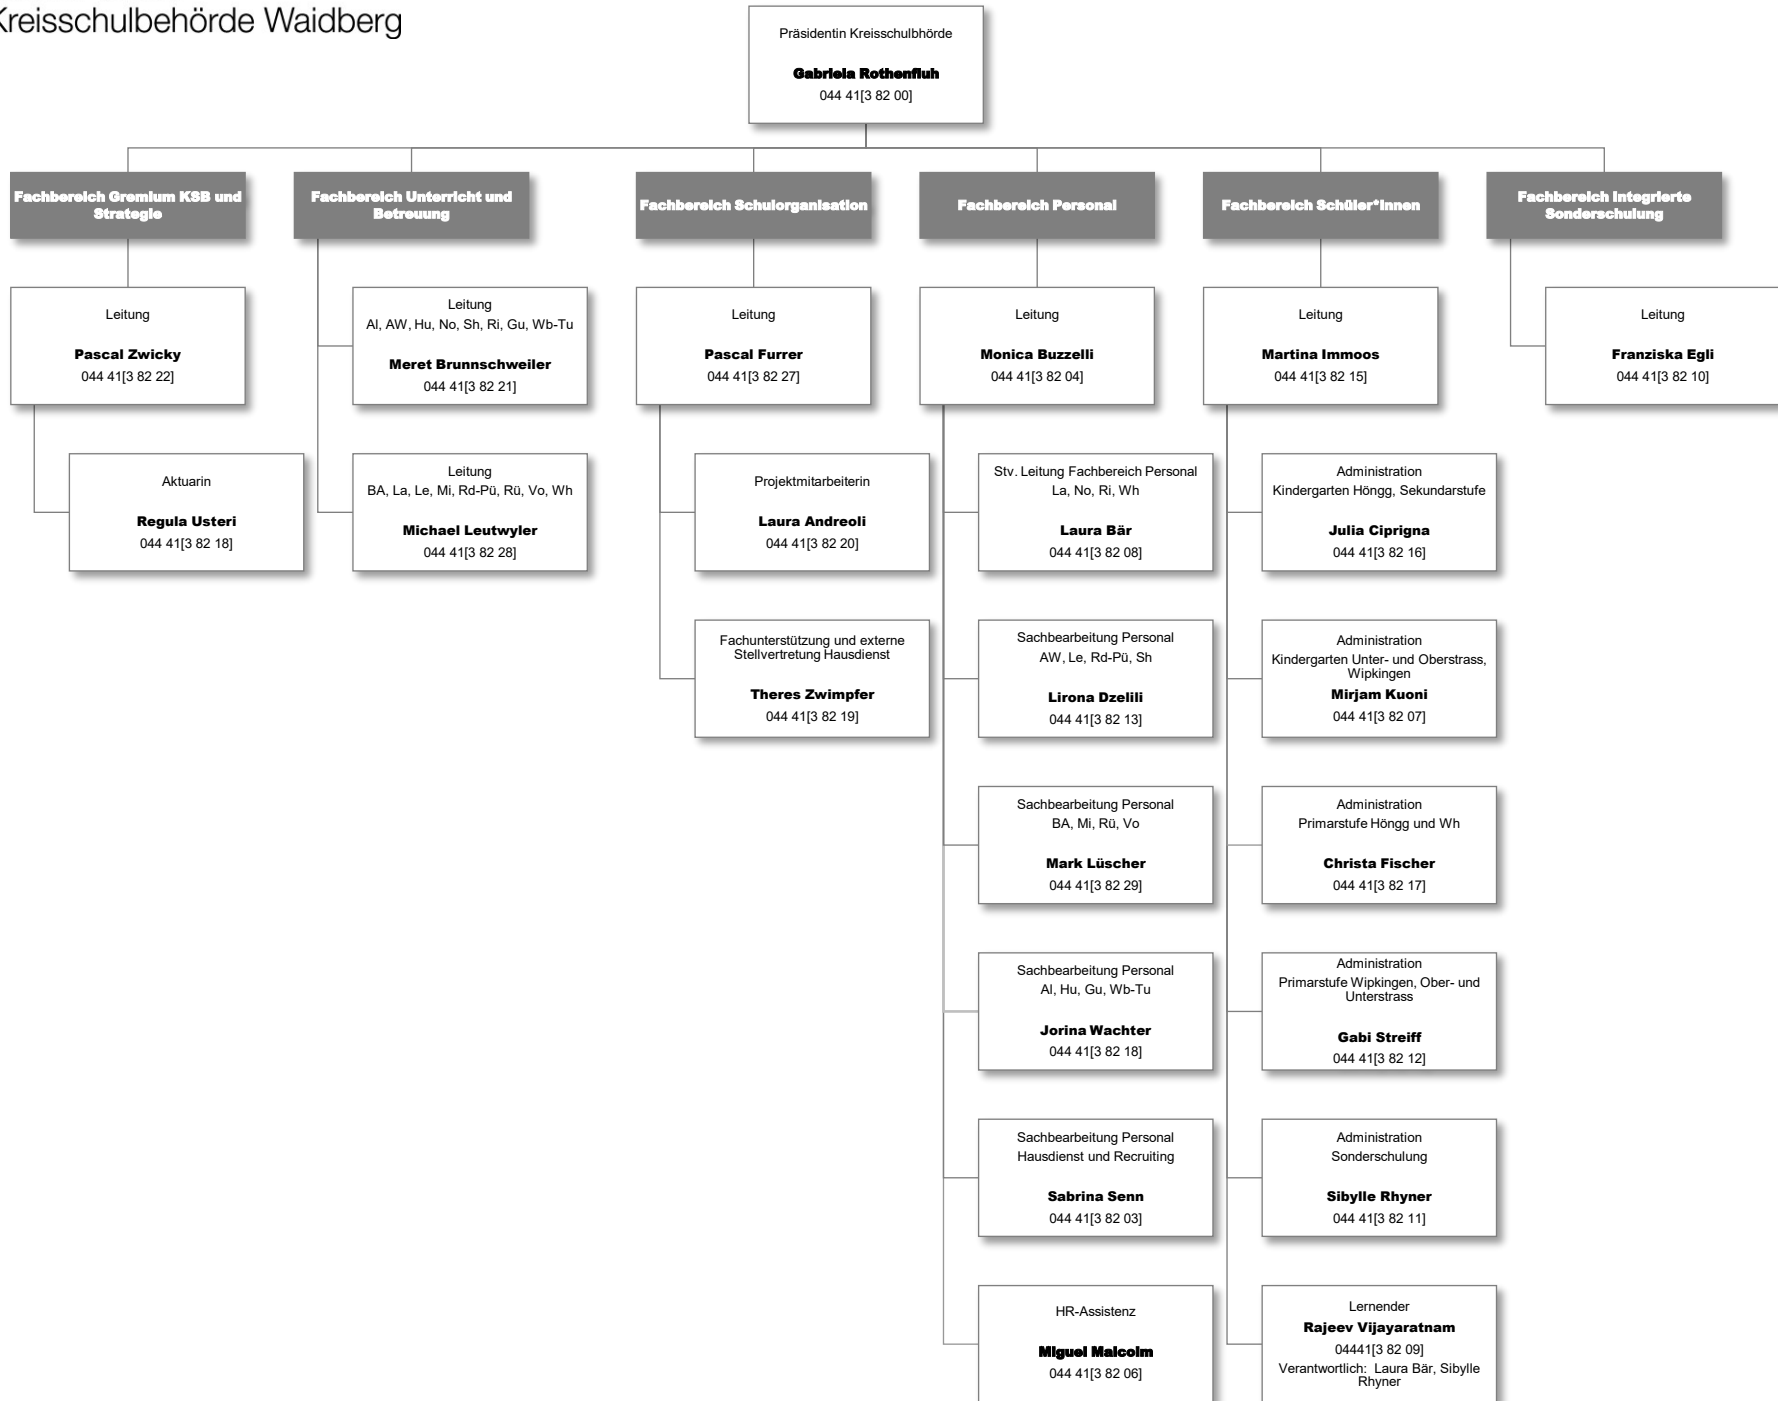 Kreisschulbehörde Waidberg
Präsidentin Kreisschulbhörde
Gabriela Rothenfluh
044 41[3 82 00]
Fachbereich Gremium KSB und
Strategie
Fachbereich Unterricht und
Betreuung
Fachbereich Schulorganisation
Fachbereich Personal
Fachbereich Schüler*innen
Fachbereich Integrierte
Sonderschulung
Leitung
Pascal Zwicky
044 41[3 82 22]
Leitung
Al, AW, Hu, No, Sh, Ri, Gu, Wb-Tu
Meret Brunnschweiler
044 41[3 82 21]
Leitung
Pascal Furrer
044 41[3 82 27]
Leitung
Monica Buzzelli
044 41[3 82 04]
Leitung
Martina Immoos
044 41[3 82 15]
Leitung
Franziska Egli
044 41[3 82 10]
Aktuarin
Regula Usteri
044 41[3 82 18]
Leitung
BA, La, Le, Mi, Rd-Pü, Rü, Vo, Wh
Michael Leutwyler
044 41[3 82 28]
Projektmitarbeiterin
Laura Andreoli
044 41[3 82 20]
Stv. Leitung Fachbereich Personal
La, No, Ri, Wh
Laura Bär
044 41[3 82 08]
Administration
Kindergarten Höngg, Sekundarstufe
Julia Ciprigna
044 41[3 82 16]
Fachunterstützung und externe
Stellvertretung Hausdienst
Theres Zwimpfer
044 41[3 82 19]
Sachbearbeitung Personal
AW, Le, Rd-Pü, Sh
Lirona Dzelili
044 41[3 82 13]
Administration
Kindergarten Unter- und Oberstrass,
Wipkingen
Mirjam Kuoni
044 41[3 82 07]
Sachbearbeitung Personal
BA, Mi, Rü, Vo
Mark Lüscher
044 41[3 82 29]
Administration
Primarstufe Höngg und Wh
Christa Fischer
044 41[3 82 17]
Sachbearbeitung Personal
Al, Hu, Gu, Wb-Tu
Jorina Wachter
044 41[3 82 18]
Administration
Primarstufe Wipkingen, Ober- und
Unterstrass
Gabi Streiff
044 41[3 82 12]
Sachbearbeitung Personal
Hausdienst und Recruiting
Sabrina Senn
044 41[3 82 03]
Administration
Sonderschulung
Sibylle Rhyner
044 41[3 82 11]
HR-Assistenz
Miguel Malcolm
044 41[3 82 06]
Lernender
Rajeev Vijayaratnam
04441[3 82 09]
Verantwortlich: Laura Bär, Sibylle
Rhyner